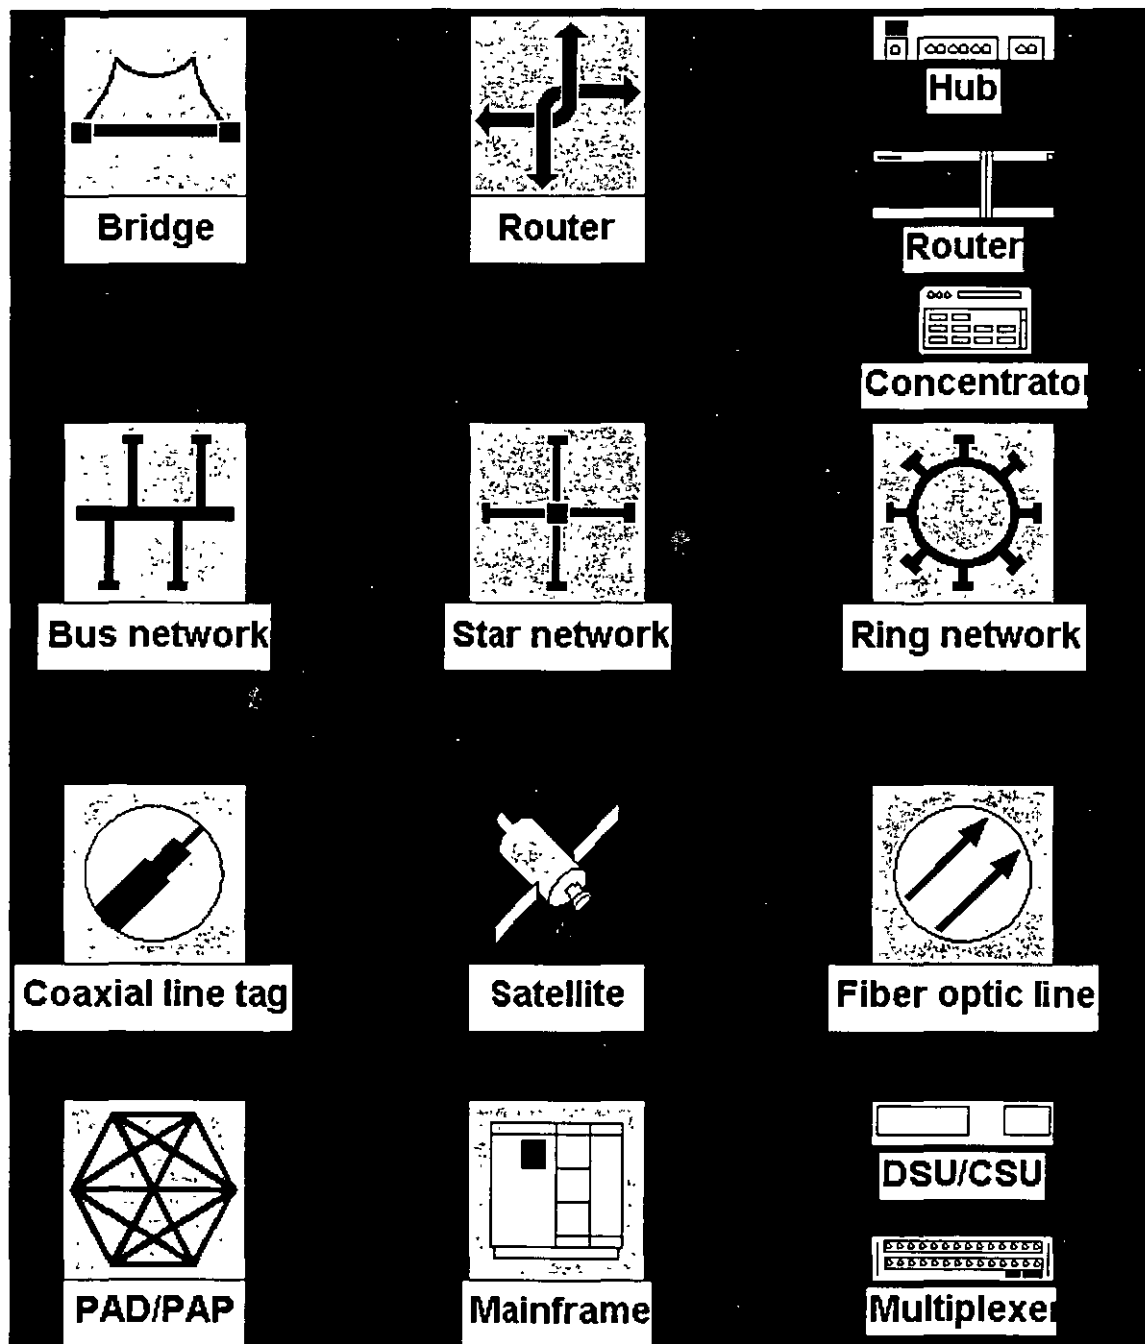 Bridge
Router
Hub
Router
Concentrato
Bus network
Star network
Ring network
Coaxial line tag
Satellite
Fiber optic line
PAD/PAP
Mainframe
DSU/CSU
Multiplexer